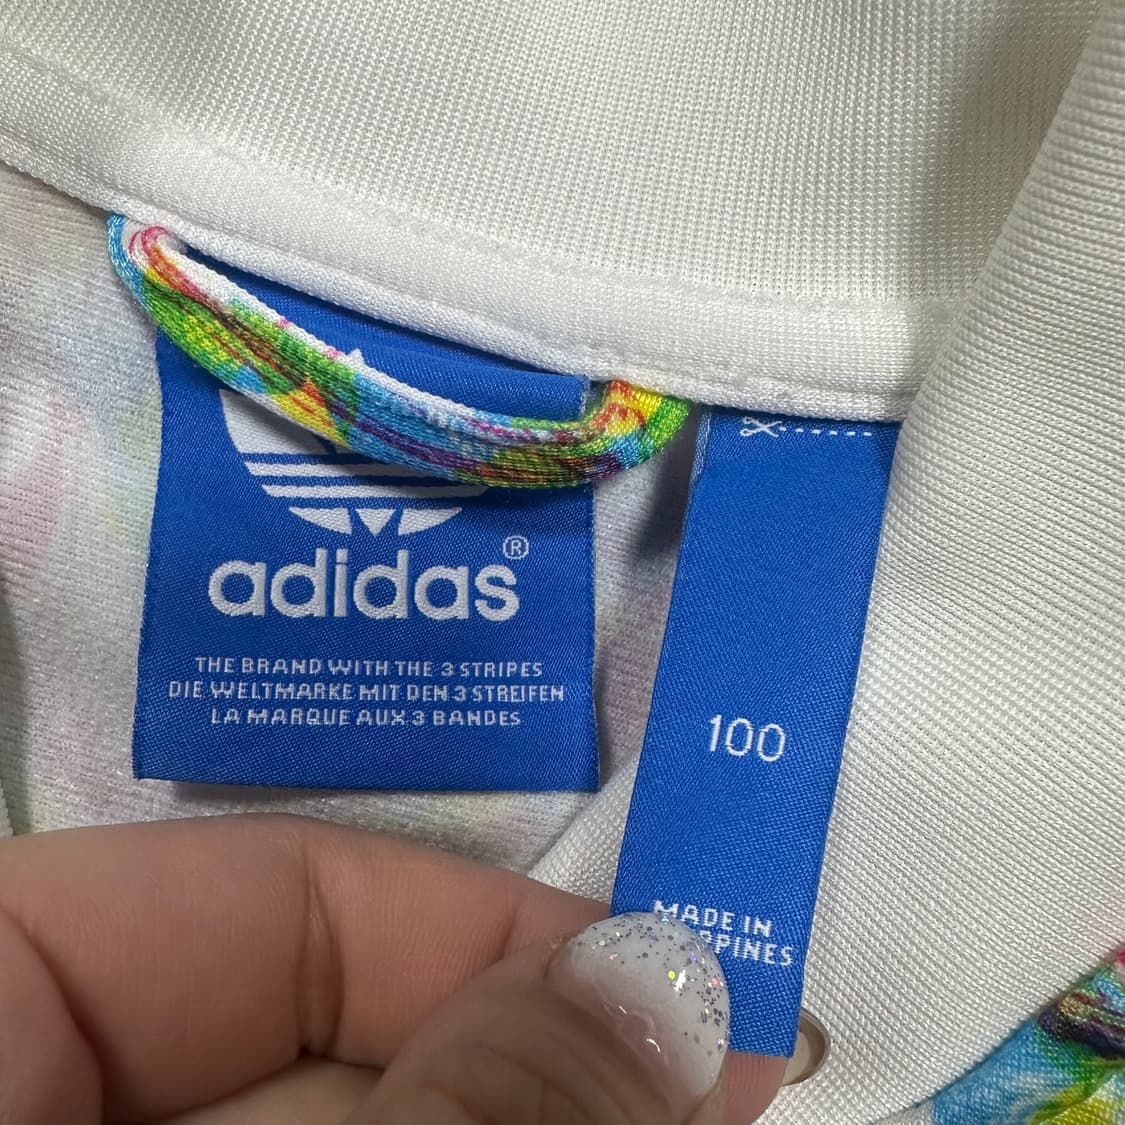 adidas®
THE BRAND WITH THE 3 STRIPES
DIE WELTMARKE MIT DEN 3 STREIFEN
LA MARQUE AUX 3 BANDES
100
MADE IN